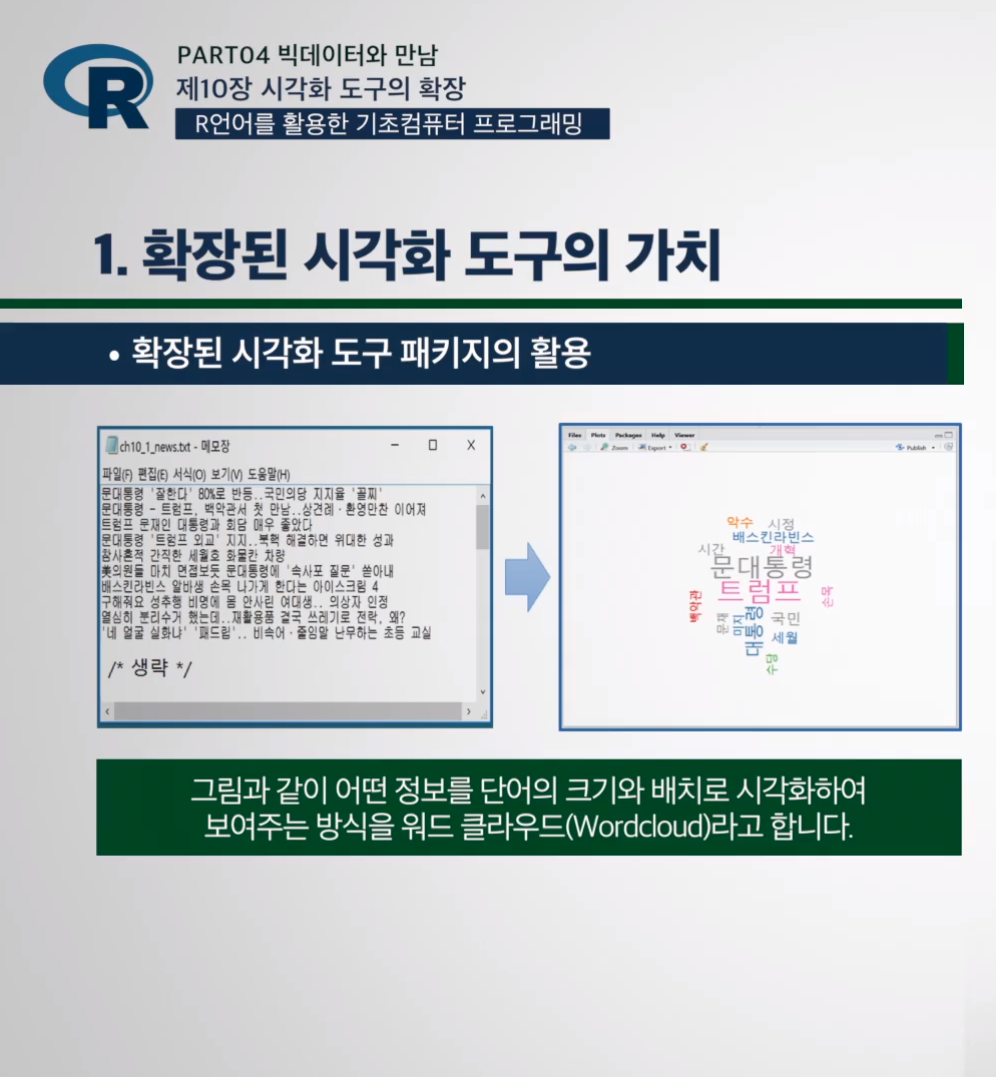 R
PART04 빅데이터와 만남
제10장 시각화 도구의 확장
R언어를 활용한 기초컴퓨터 프로그래밍
1. 확장된 시각화 도구의 가치
• 확장된 시각화 도구 패키지의 활용
ch10_1_news.txt - 메모장
파일(F) 편집(E) 서식(O) 보기(V) 도움말(H)
문대통령 '잘한다' 80%로 반등..국민의당 지지율 '꼴찌'
문대통령 - 트럼프, 백악관서 첫 만남..상견례·환영만찬 이어져
트럼프 문재인 대통령과 회담 매우 좋았다
문대통령 '트럼프 외교' 지지..북핵 해결하면 위대한 성과
참사흔적 간직한 세월호 화물칸 차량
美의원들 마치 면접보듯 문대통령에 '속사포 질문' 쏟아내
배스킨라빈스 알바생 손목 나가게 한다는 아이스크림 4
구해줘요 성추행 비명에 몸 안사린 여대생.. 의상자 인정
열심히 분리수거 했는데..재활용품 결국 쓰레기로 전락, 왜?
'네 얼굴 실화냐' '패드립'.. 비속어·줄임말 난무하는 초등 교실
/* 생략 */
Files Plots Packages Help Viewer
Zoom Export Publish
악수 시정
배스킨라빈스
시간 개혁
문대통령
트럼프
백악관 손목
문재 미지 대통령 국민
세월
수당
그림과 같이 어떤 정보를 단어의 크기와 배치로 시각화하여
보여주는 방식을 워드 클라우드(Wordcloud)라고 합니다.